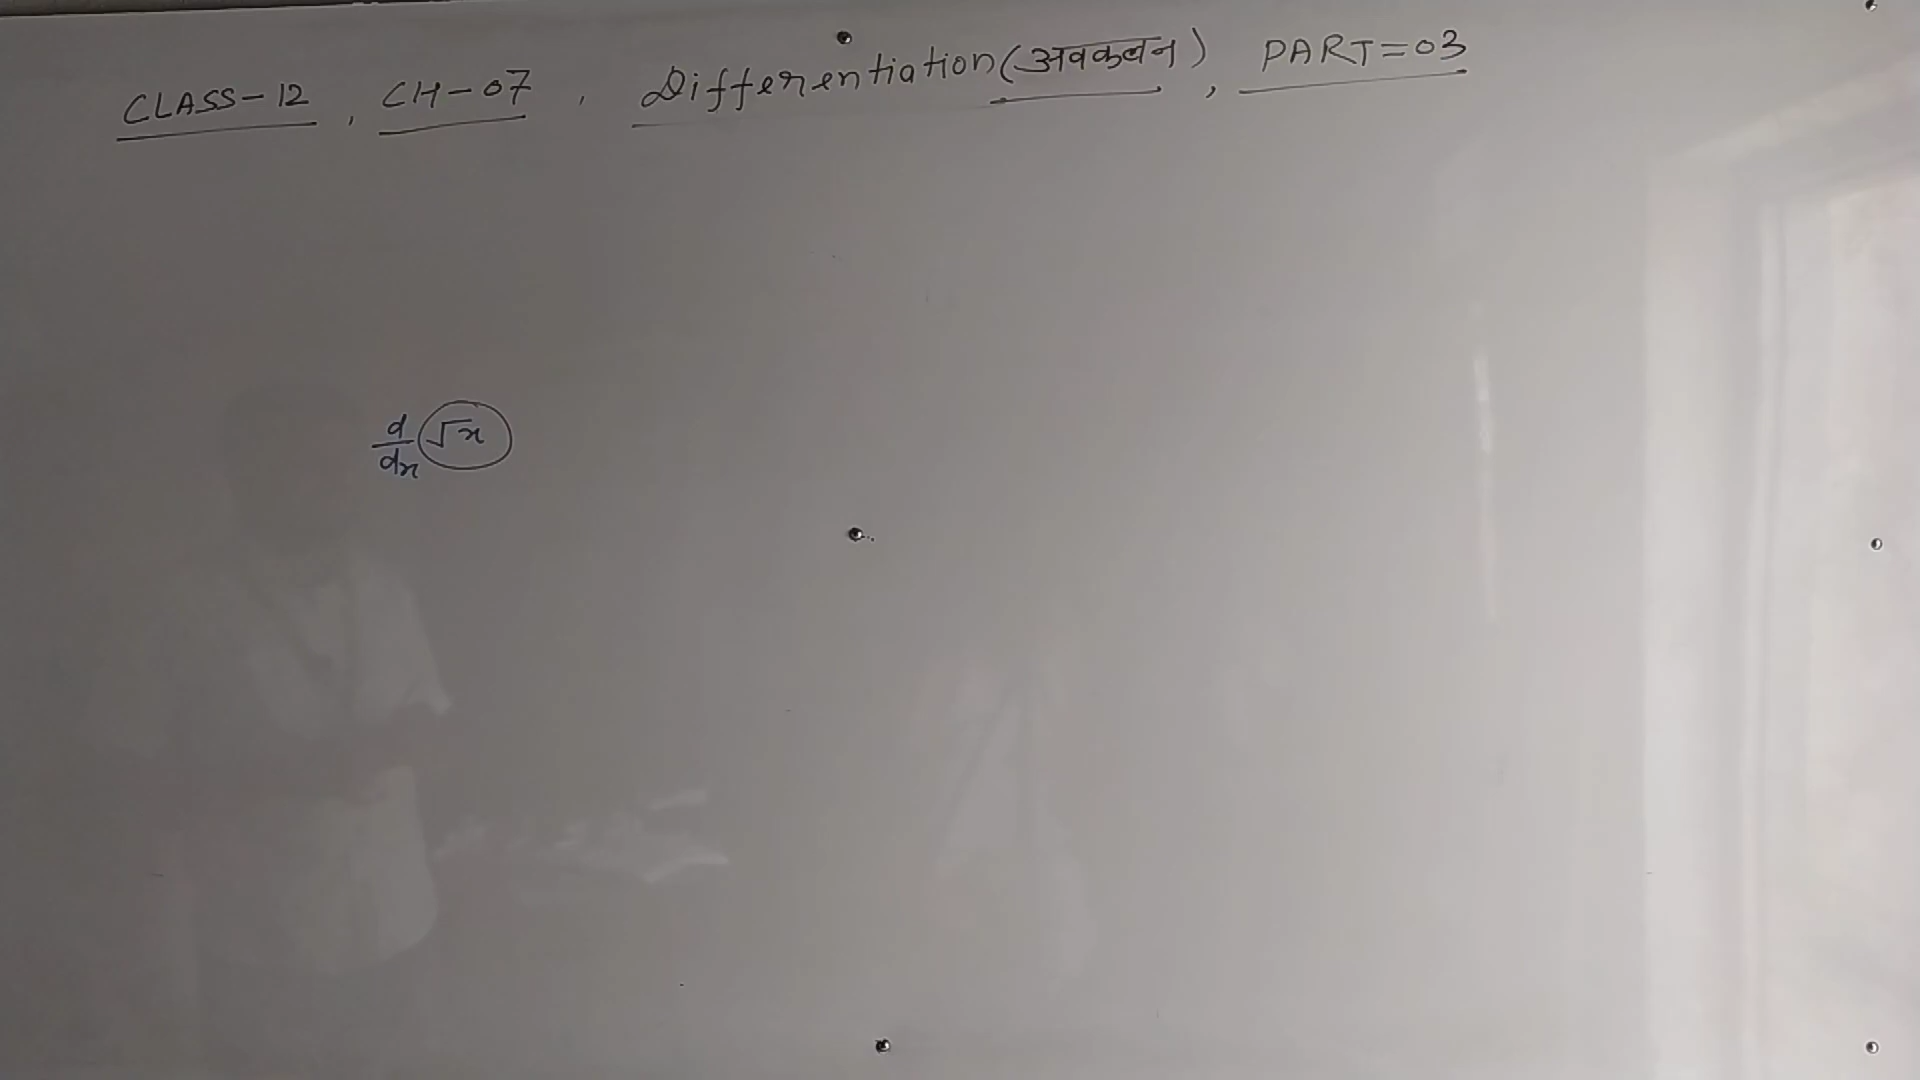 CLASS-12, CH-07, Differentiation(अवकलन), PART=03
d/dx √x